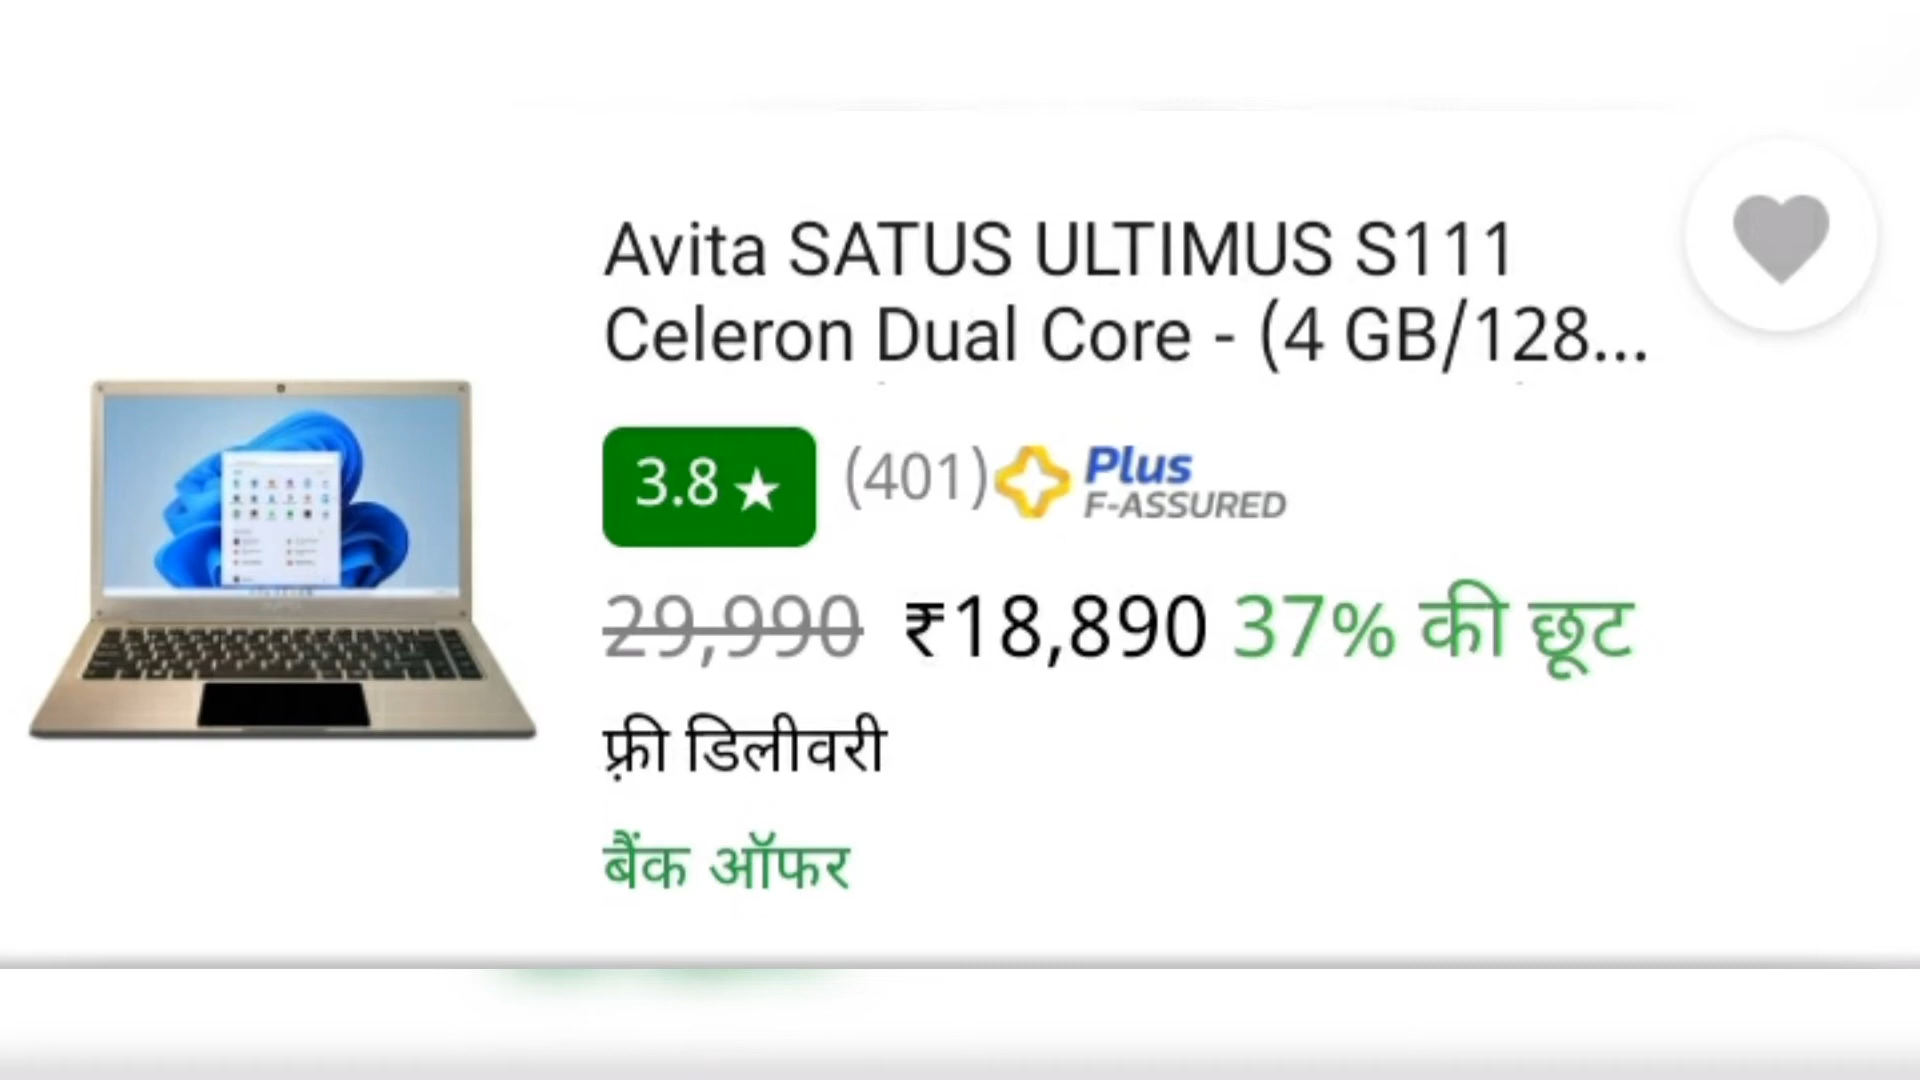 Avita SATUS ULTIMUS S111
Celeron Dual Core - (4 GB/128...
3.8★ (401) Plus
F-ASSURED
29,990 ₹18,890 37% की छूट
फ़्री डिलीवरी
बैंक ऑफर